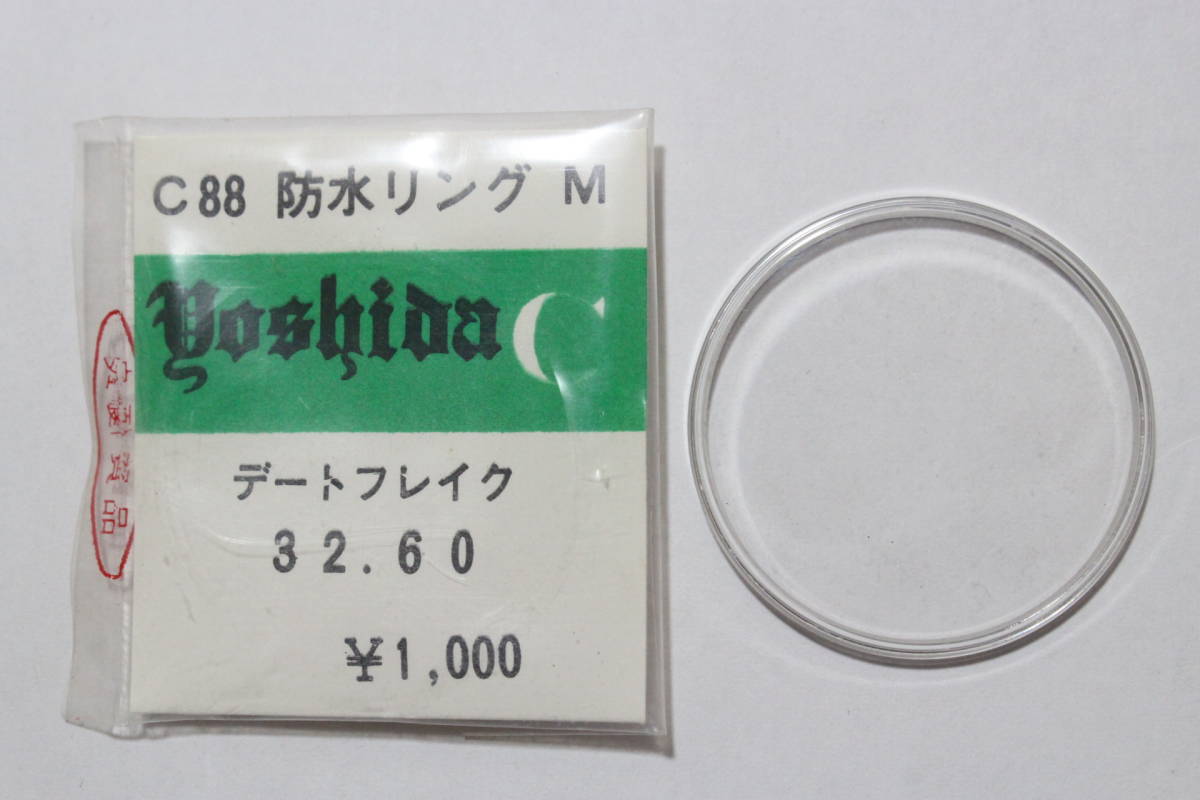 C88 防水リング M
Yoshida C
デートフレイク
32.60
¥1,000